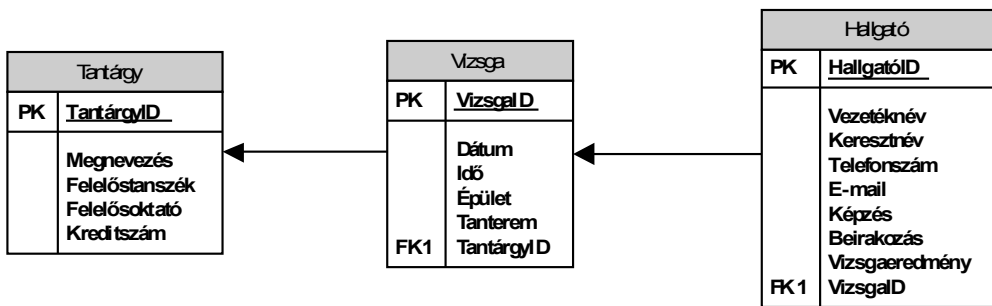 Tantárgy
PK TantárgyID
Megnevezés
Felelőstanszék
Felelősoktató
Kreditszám
Vizsga
PK VizsgaID
Dátum
Idő
Épület
Tanterem
FK1 TantárgyID
Hallgató
PK HallgatóID
Vezetéknév
Keresztnév
Telefonszám
E-mail
Képzés
Beirakozás
Vizsgaeredmény
FK1 VizsgaID